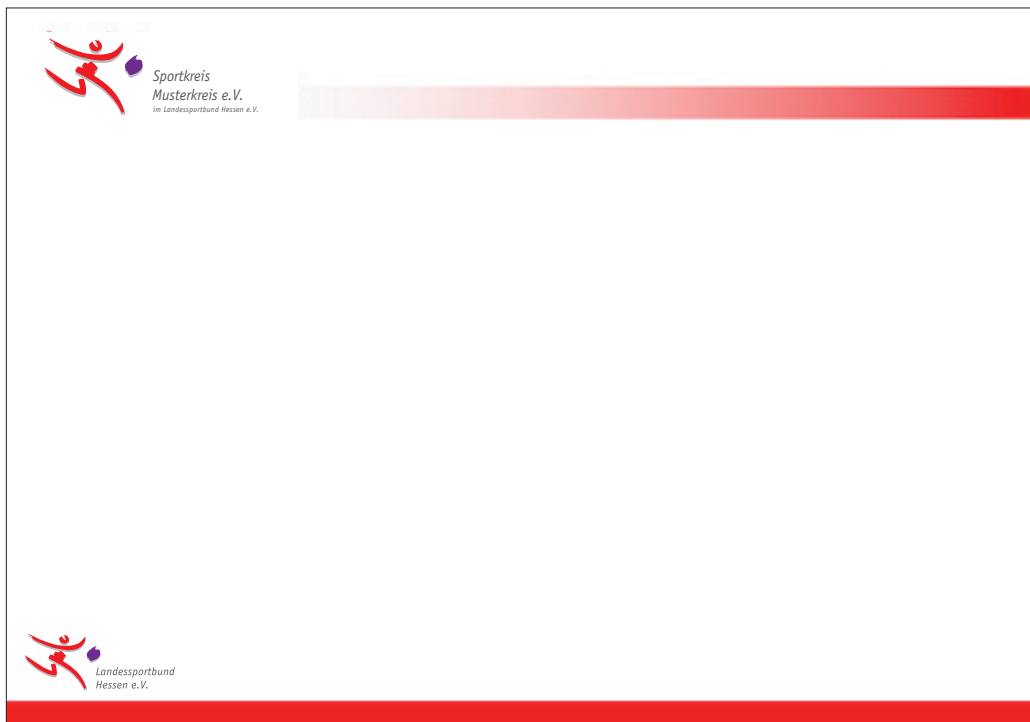 Sportkreis
Musterkreis e.V.
im Landessportbund Hessen e.V.
Landessportbund
Hessen e.V.